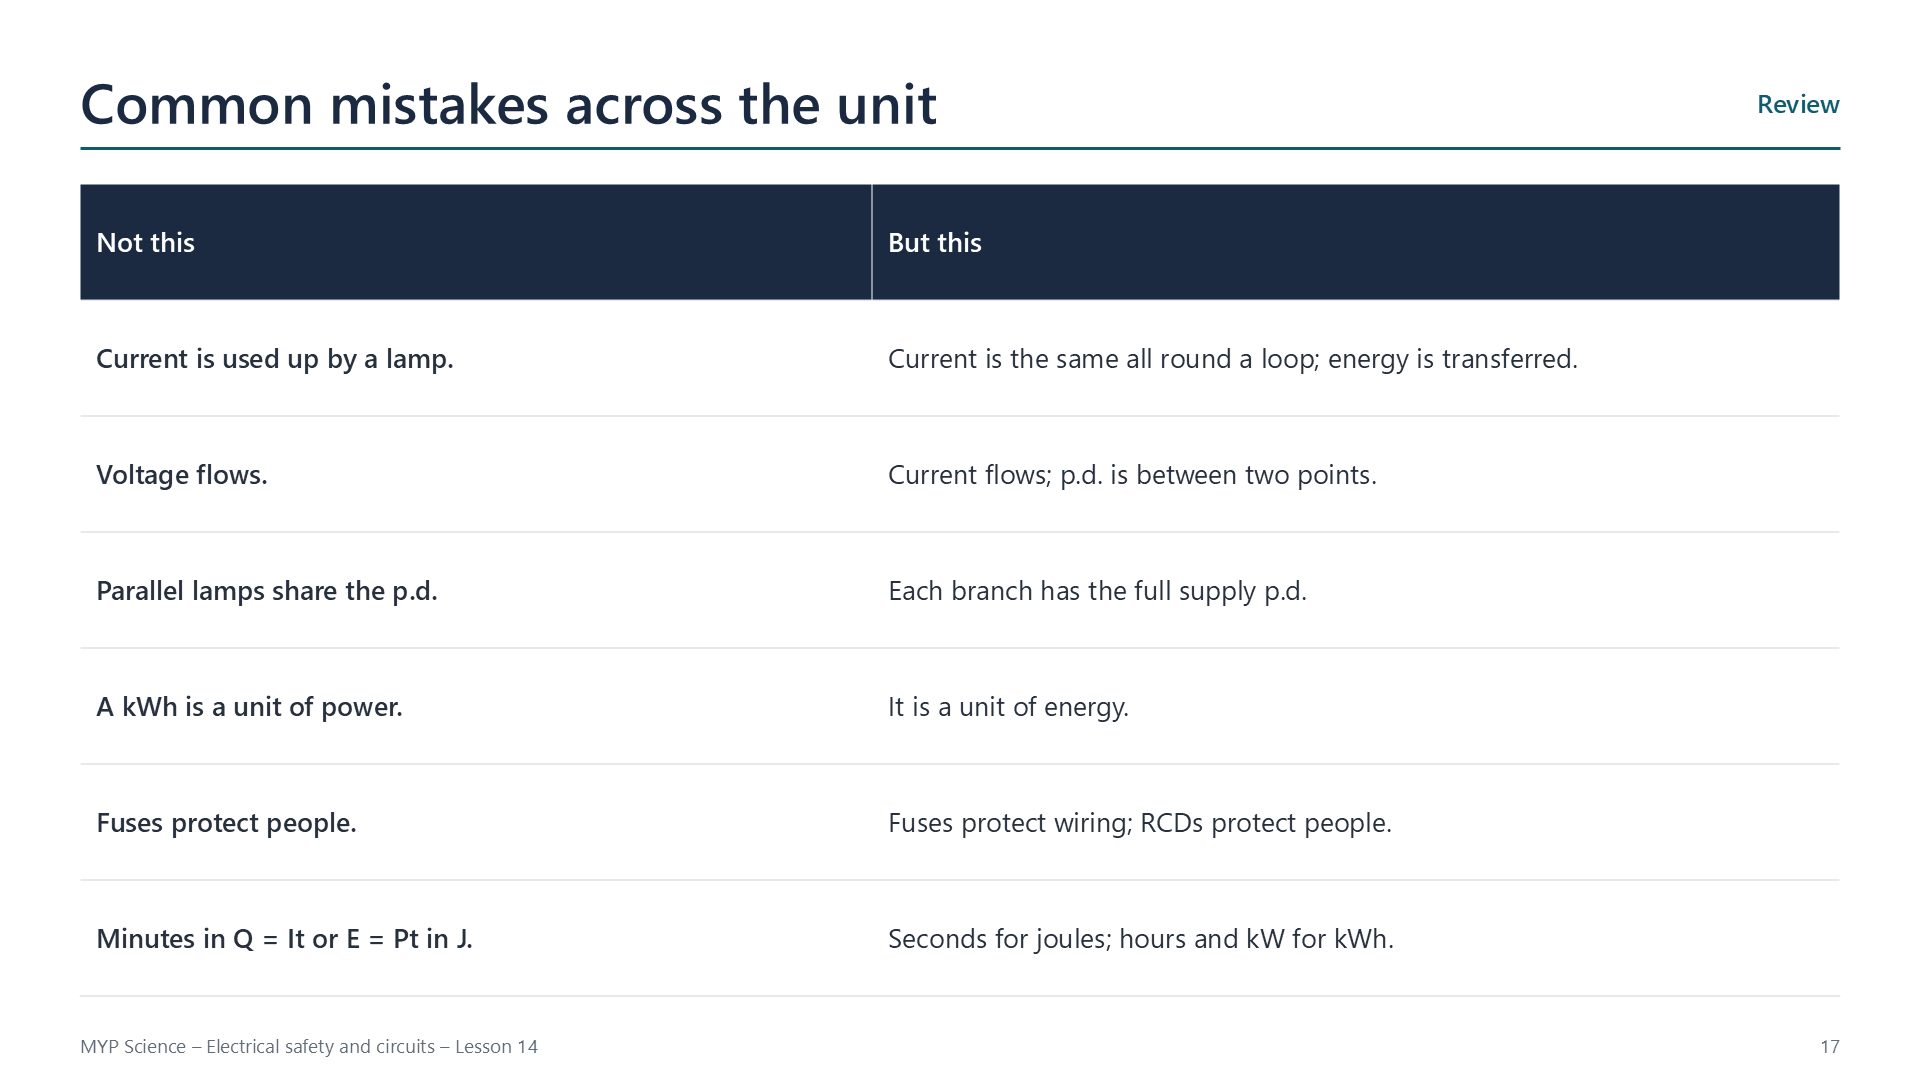 Common mistakes across the unit
Review
Not this
But this
Current is used up by a lamp.
Current is the same all round a loop; energy is transferred.
Voltage flows.
Current flows; p.d. is between two points.
Parallel lamps share the p.d.
Each branch has the full supply p.d.
A kWh is a unit of power.
It is a unit of energy.
Fuses protect people.
Fuses protect wiring; RCDs protect people.
Minutes in Q = It or E = Pt in J.
Seconds for joules; hours and kW for kWh.
MYP Science – Electrical safety and circuits – Lesson 14
17